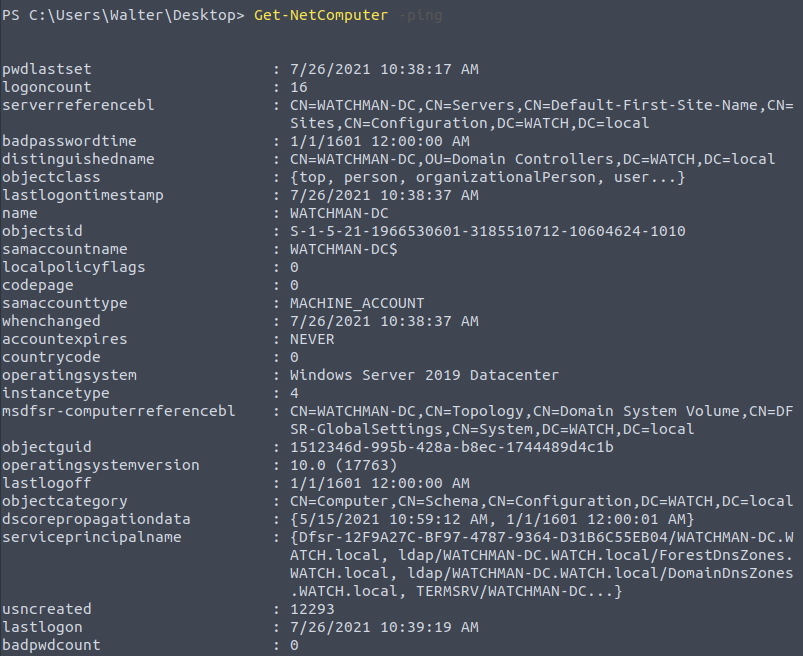 PS C:\Users\Walter\Desktop> Get-NetComputer -ping
pwdlastset : 7/26/2021 10:38:17 AM
logoncount : 16
serverreferencebl : CN=WATCHMAN-DC,CN=Servers,CN=Default-First-Site-Name,CN=
Sites,CN=Configuration,DC=WATCH,DC=local
badpasswordtime : 1/1/1601 12:00:00 AM
distinguishedname : CN=WATCHMAN-DC,OU=Domain Controllers,DC=WATCH,DC=local
objectclass : {top, person, organizationalPerson, user...}
lastlogontimestamp : 7/26/2021 10:38:37 AM
name : WATCHMAN-DC
objectsid : S-1-5-21-1966530601-3185510712-10604624-1010
samaccountname : WATCHMAN-DC$
localpolicyflags : 0
codepage : 0
samaccounttype : MACHINE_ACCOUNT
whenchanged : 7/26/2021 10:38:37 AM
accountexpires : NEVER
countrycode : 0
operatingsystem : Windows Server 2019 Datacenter
instancetype : 4
msdfsr-computerreferencebl : CN=WATCHMAN-DC,CN=Topology,CN=Domain System Volume,CN=DF
SR-GlobalSettings,CN=System,DC=WATCH,DC=local
objectguid : 1512346d-995b-428a-b8ec-1744489d4c1b
operatingsystemversion : 10.0 (17763)
lastlogoff : 1/1/1601 12:00:00 AM
objectcategory : CN=Computer,CN=Schema,CN=Configuration,DC=WATCH,DC=local
dscorepropagationdata : {5/15/2021 10:59:12 AM, 1/1/1601 12:00:01 AM}
serviceprincipalname : {Dfsr-12F9A27C-BF97-4787-9364-D31B6C55EB04/WATCHMAN-DC.W
ATCH.local, ldap/WATCHMAN-DC.WATCH.local/ForestDnsZones.
WATCH.local, ldap/WATCHMAN-DC.WATCH.local/DomainDnsZones
.WATCH.local, TERMSRV/WATCHMAN-DC...}
usncreated : 12293
lastlogon : 7/26/2021 10:39:19 AM
badpwdcount : 0